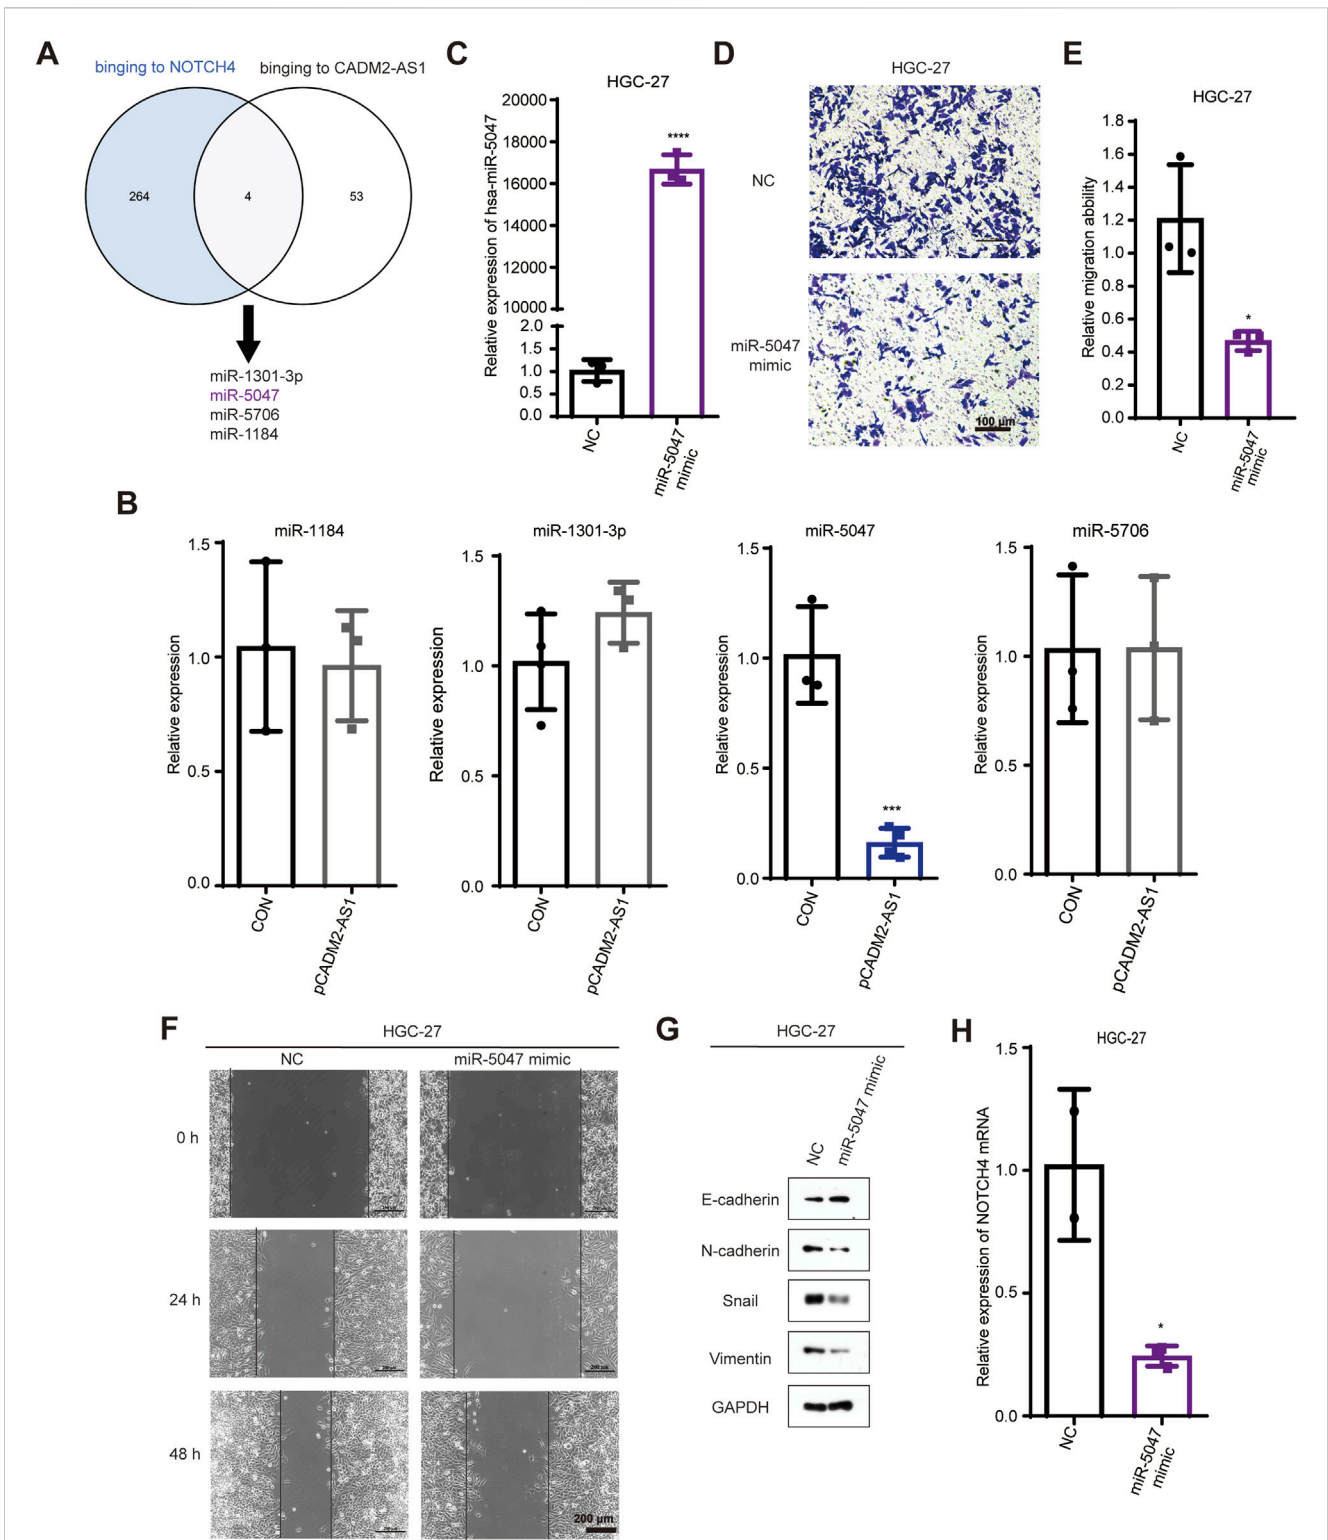 A
binging to NOTCH4
binging to CADM2-AS1
264
4
53
miR-1301-3p
miR-5047
miR-5706
miR-1184
C
HGC-27
Relative expression of hsa-miR-5047
20000
18000
16000
14000
12000
10000
2.0
1.5
1.0
0.5
0.0
****
NC
miR-5047
mimic
D
HGC-27
NC
miR-5047
mimic
100 µm
E
HGC-27
Relative migration abbility
1.8
1.6
1.4
1.2
1.0
0.8
0.6
0.4
0.2
0.0
*
NC
miR-5047
mimic
B
miR-1184
Relative expression
1.5
1.0
0.5
0.0
CON
pCADM2-AS1
miR-1301-3p
Relative expression
1.5
1.0
0.5
0.0
CON
pCADM2-AS1
miR-5047
Relative expression
1.5
1.0
0.5
0.0
***
CON
pCADM2-AS1
miR-5706
Relative expression
1.5
1.0
0.5
0.0
CON
pCADM2-AS1
F
HGC-27
NC
miR-5047 mimic
0 h
24 h
200 µm
200 µm
48 h
200 µm
G
HGC-27
NC
miR-5047 mimic
E-cadherin
N-cadherin
Snail
Vimentin
GAPDH
H
HGC-27
Relative expression of NOTCH4 mRNA
1.5
1.0
0.5
0.0
*
NC
miR-5047
mimic